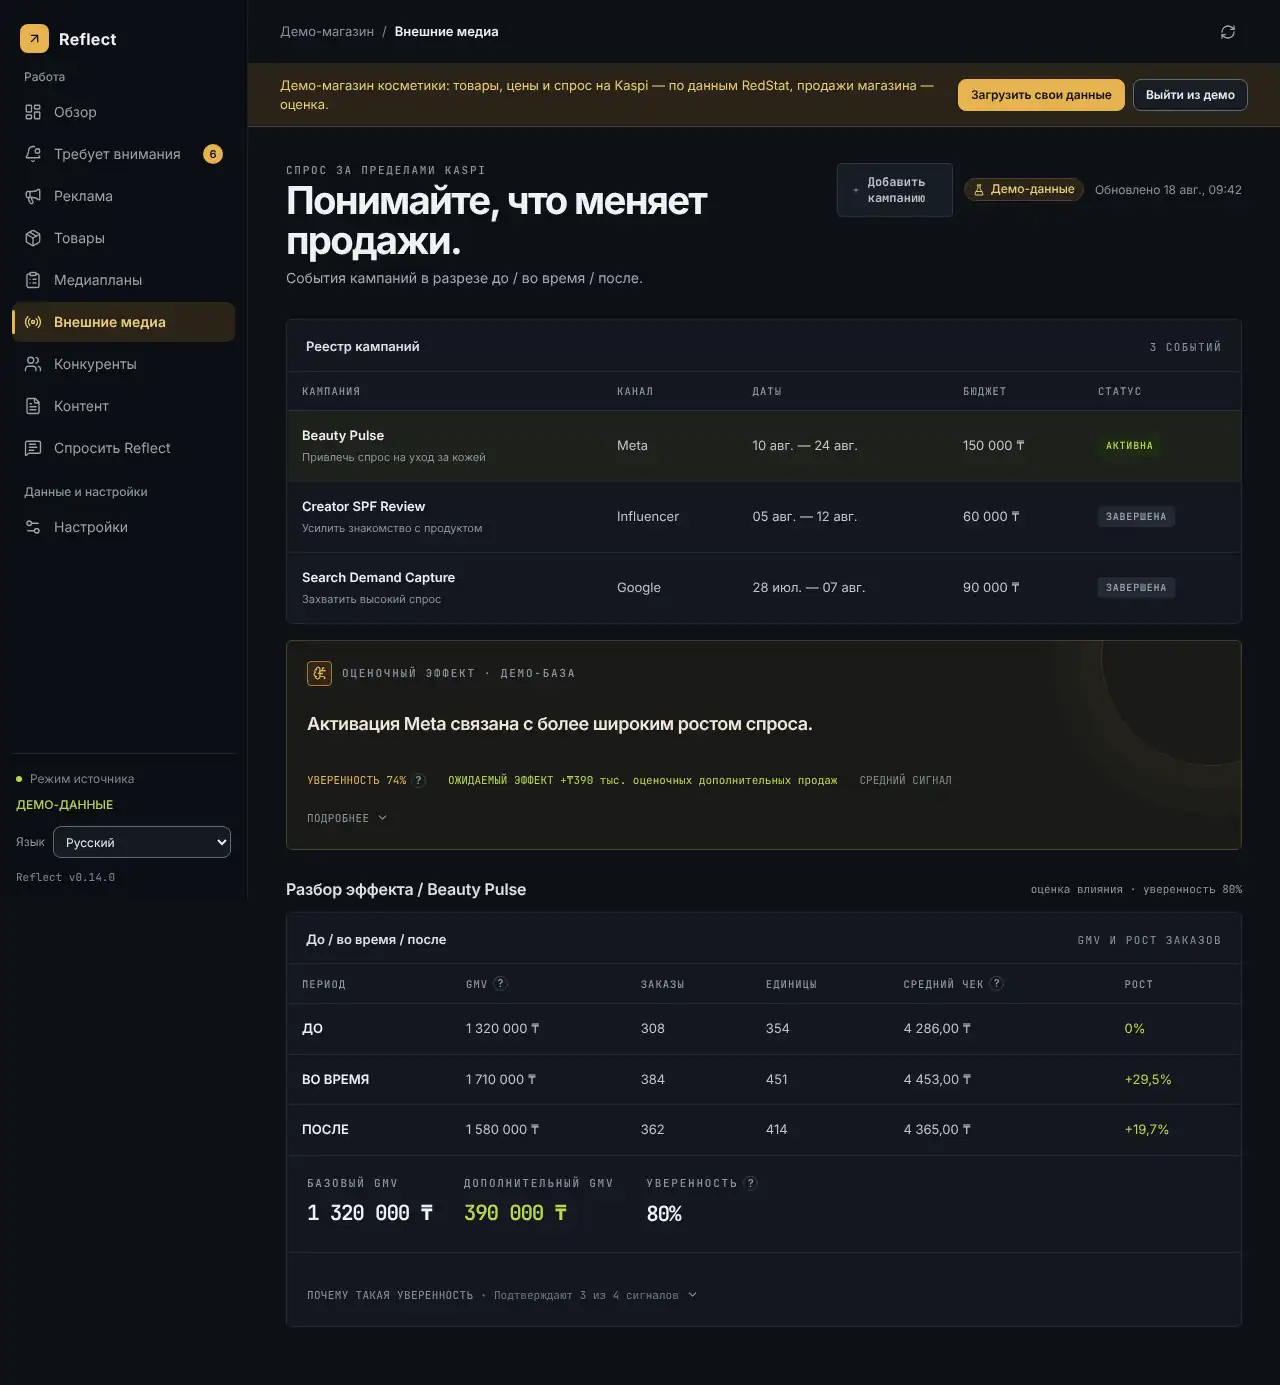 Reflect
Работа
Обзор
Требует внимания 6
Реклама
Товары
Медиапланы
Внешние медиа
Конкуренты
Контент
Спросить Reflect
Данные и настройки
Настройки
Режим источника
ДЕМО-ДАННЫЕ
Язык Русский
Reflect v0.14.0
Демо-магазин / Внешние медиа
Демо-магазин косметики: товары, цены и спрос на Kaspi — по данным RedStat, продажи магазина —
оценка.
Загрузить свои данные
Выйти из демо
СПРОС ЗА ПРЕДЕЛАМИ KASPI
Понимайте, что меняет
продажи.
События кампаний в разрезе до / во время / после.
+ Добавить
кампанию
Демо-данные
Обновлено 18 авг., 09:42
Реестр кампаний 3 СОБЫТИЙ
КАМПАНИЯ КАНАЛ ДАТЫ БЮДЖЕТ СТАТУС
Beauty Pulse
Привлечь спрос на уход за кожей
Meta 10 авг. — 24 авг. 150 000 ₸ АКТИВНА
Creator SPF Review
Усилить знакомство с продуктом
Influencer 05 авг. — 12 авг. 60 000 ₸ ЗАВЕРШЕНА
Search Demand Capture
Захватить высокий спрос
Google 28 июл. — 07 авг. 90 000 ₸ ЗАВЕРШЕНА
ОЦЕНОЧНЫЙ ЭФФЕКТ · ДЕМО-БАЗА
Активация Meta связана с более широким ростом спроса.
УВЕРЕННОСТЬ 74% ? ОЖИДАЕМЫЙ ЭФФЕКТ +₸390 тыс. оценочных дополнительных продаж СРЕДНИЙ СИГНАЛ
ПОДРОБНЕЕ
Разбор эффекта / Beauty Pulse оценка влияния · уверенность 80%
До / во время / после GMV И РОСТ ЗАКАЗОВ
ПЕРИОД GMV ? ЗАКАЗЫ ЕДИНИЦЫ СРЕДНИЙ ЧЕК ? РОСТ
ДО 1 320 000 ₸ 308 354 4 286,00 ₸ 0%
ВО ВРЕМЯ 1 710 000 ₸ 384 451 4 453,00 ₸ +29,5%
ПОСЛЕ 1 580 000 ₸ 362 414 4 365,00 ₸ +19,7%
БАЗОВЫЙ GMV ДОПОЛНИТЕЛЬНЫЙ GMV УВЕРЕННОСТЬ ?
1 320 000 ₸ 390 000 ₸ 80%
ПОЧЕМУ ТАКАЯ УВЕРЕННОСТЬ · Подтверждают 3 из 4 сигналов